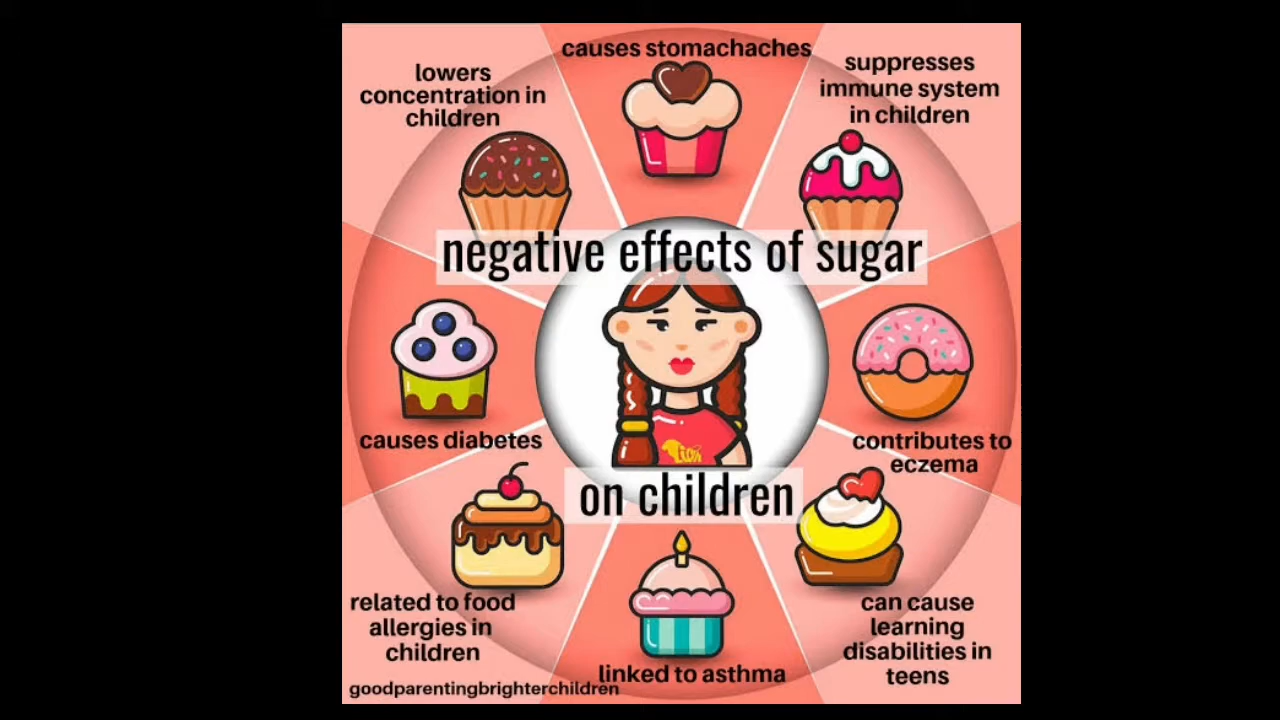 causes stomachaches
suppresses
immune system
in children
lowers
concentration in
children
negative effects of sugar
causes diabetes
contributes to
eczema
on children
related to food
allergies in
children
can cause
learning
disabilities in
teens
linked to asthma
goodparentingbrighterchildren